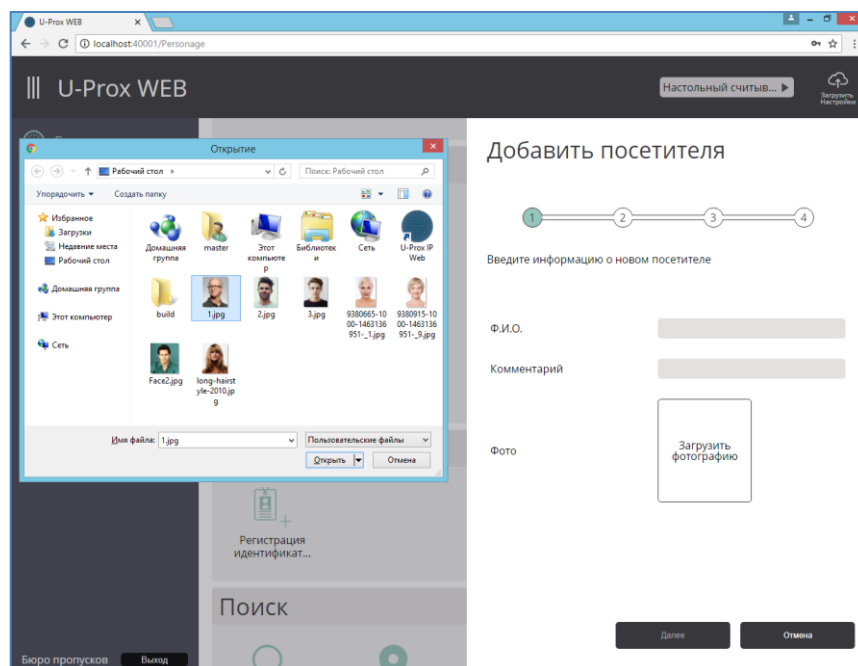 U-Prox WEB
localhost:40001/Personage
U-Prox WEB
Настольный считыв...
Загрузить
Настройки
Открытие
Рабочий стол
Поиск: Рабочий стол
Упорядочить
Создать папку
Избранное
Загрузки
Недавние места
Рабочий стол
Домашняя группа
Этот компьютер
Сеть
Домашняя
группа
master
Этот
компьюте
р
Библиотек
и
Сеть
U-Prox IP
Web
build
1.jpg
2.jpg
3.jpg
9380665-10
00-1463136
951-_1.jpg
9380915-10
00-1463136
951-_9.jpg
Face2.jpg
long-hairst
yle-2010.jp
g
Имя файла:
1.jpg
Пользовательские файлы
Открыть
Отмена
Регистрация
идентификат...
Поиск
Бюро пропусков
Выход
Добавить посетителя
1
2
3
4
Введите информацию о новом посетителе
Ф.И.О.
Комментарий
Фото
Загрузить
фотографию
Далее
Отмена